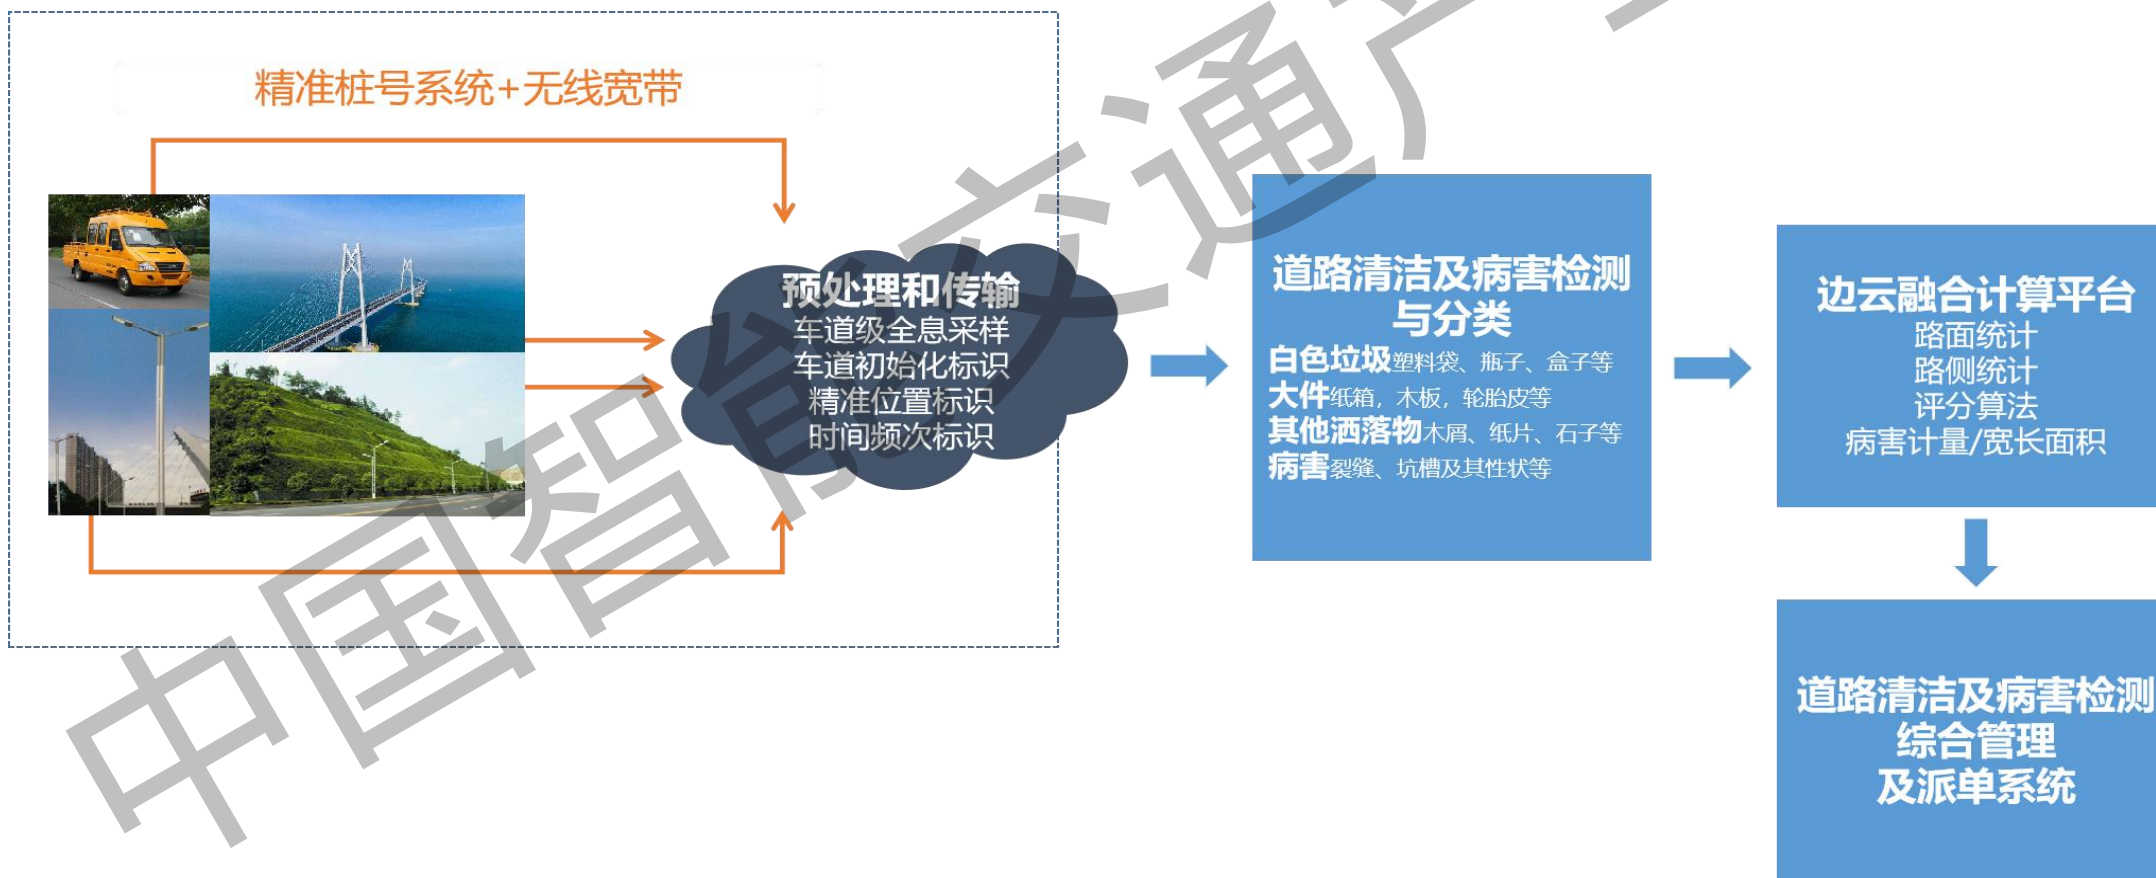 精准桩号系统+无线宽带
预处理和传输
车道级全息采样
车道初始化标识
精准位置标识
时间频次标识
道路清洁及病害检测
与分类
白色垃圾塑料袋、瓶子、盒子等
大件纸箱，木板，轮胎皮等
其他洒落物木屑、纸片、石子等
病害裂缝、坑槽及其性状等
边云融合计算平台
路面统计
路侧统计
评分算法
病害计量/宽长面积
道路清洁及病害检测
综合管理
及派单系统
中国智能交通产